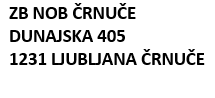 ZB NOB ČRNUČE
DUNAJSKA 405
1231 LJUBLJANA ČRNUČE